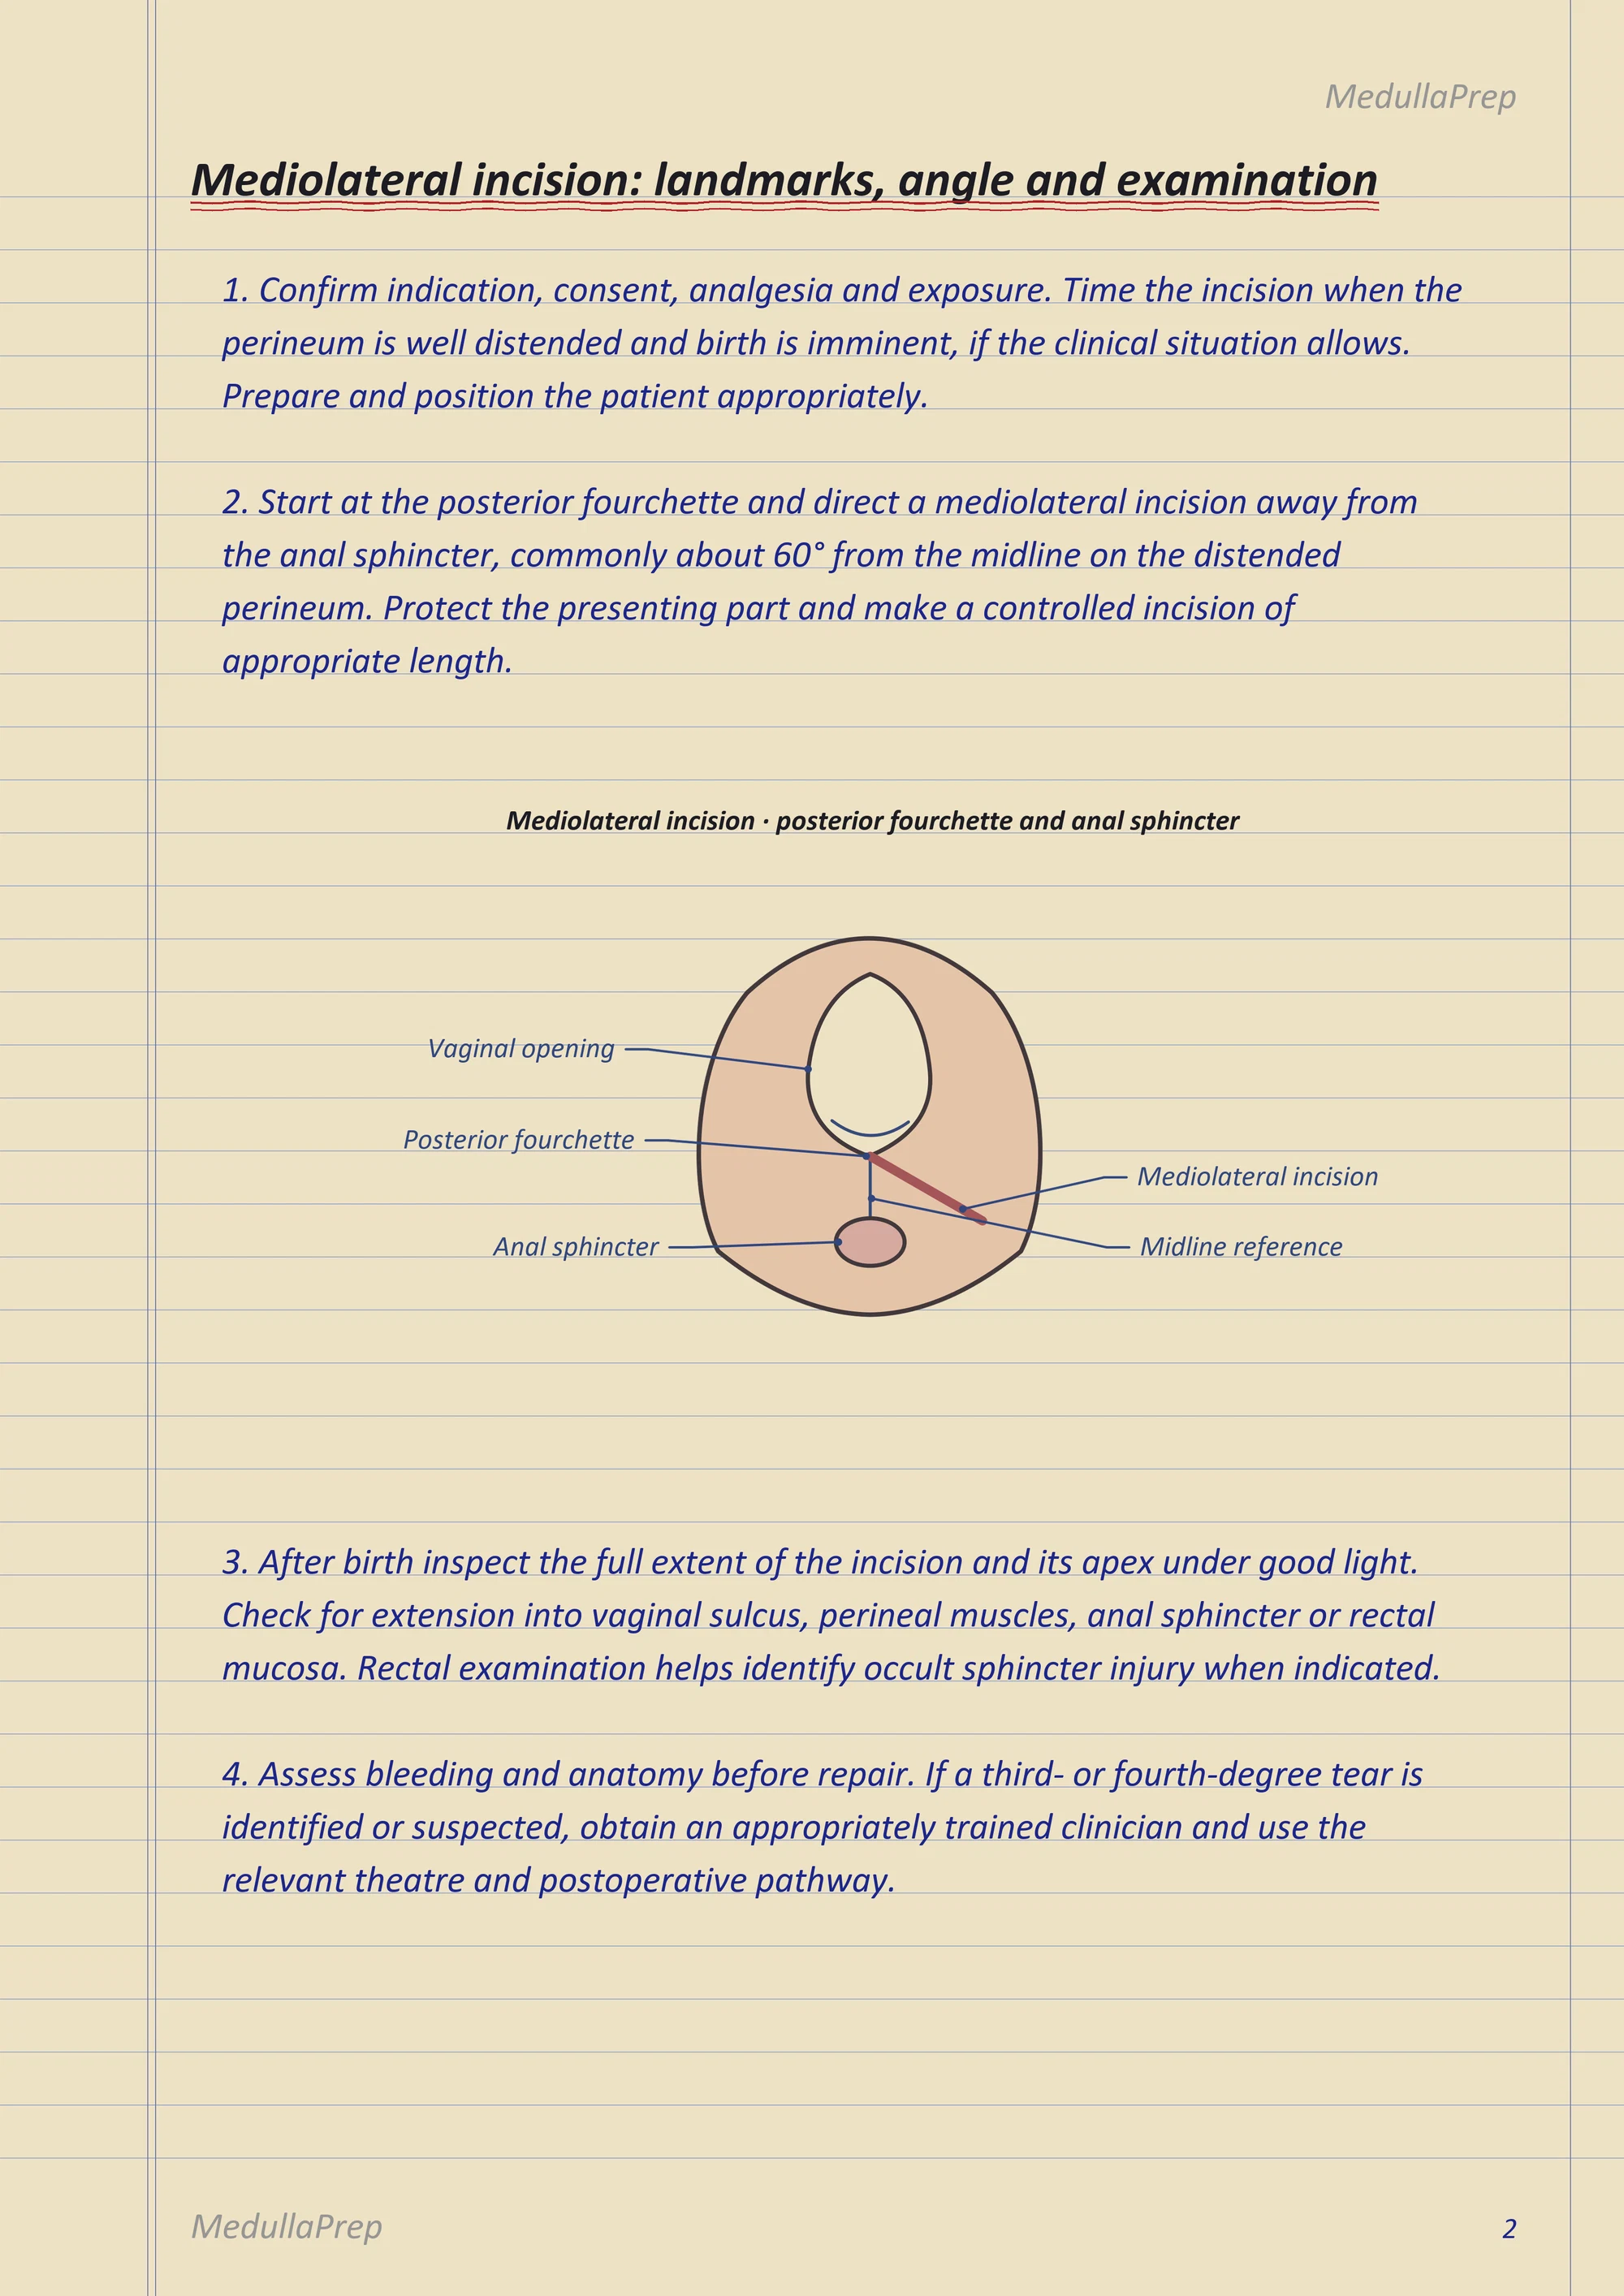 MedullaPrep
Mediolateral incision: landmarks, angle and examination
1. Confirm indication, consent, analgesia and exposure. Time the incision when the
perineum is well distended and birth is imminent, if the clinical situation allows.
Prepare and position the patient appropriately.
2. Start at the posterior fourchette and direct a mediolateral incision away from
the anal sphincter, commonly about 60° from the midline on the distended
perineum. Protect the presenting part and make a controlled incision of
appropriate length.
Mediolateral incision · posterior fourchette and anal sphincter
Vaginal opening
Posterior fourchette
Mediolateral incision
Anal sphincter
Midline reference
3. After birth inspect the full extent of the incision and its apex under good light.
Check for extension into vaginal sulcus, perineal muscles, anal sphincter or rectal
mucosa. Rectal examination helps identify occult sphincter injury when indicated.
4. Assess bleeding and anatomy before repair. If a third- or fourth-degree tear is
identified or suspected, obtain an appropriately trained clinician and use the
relevant theatre and postoperative pathway.
MedullaPrep
2